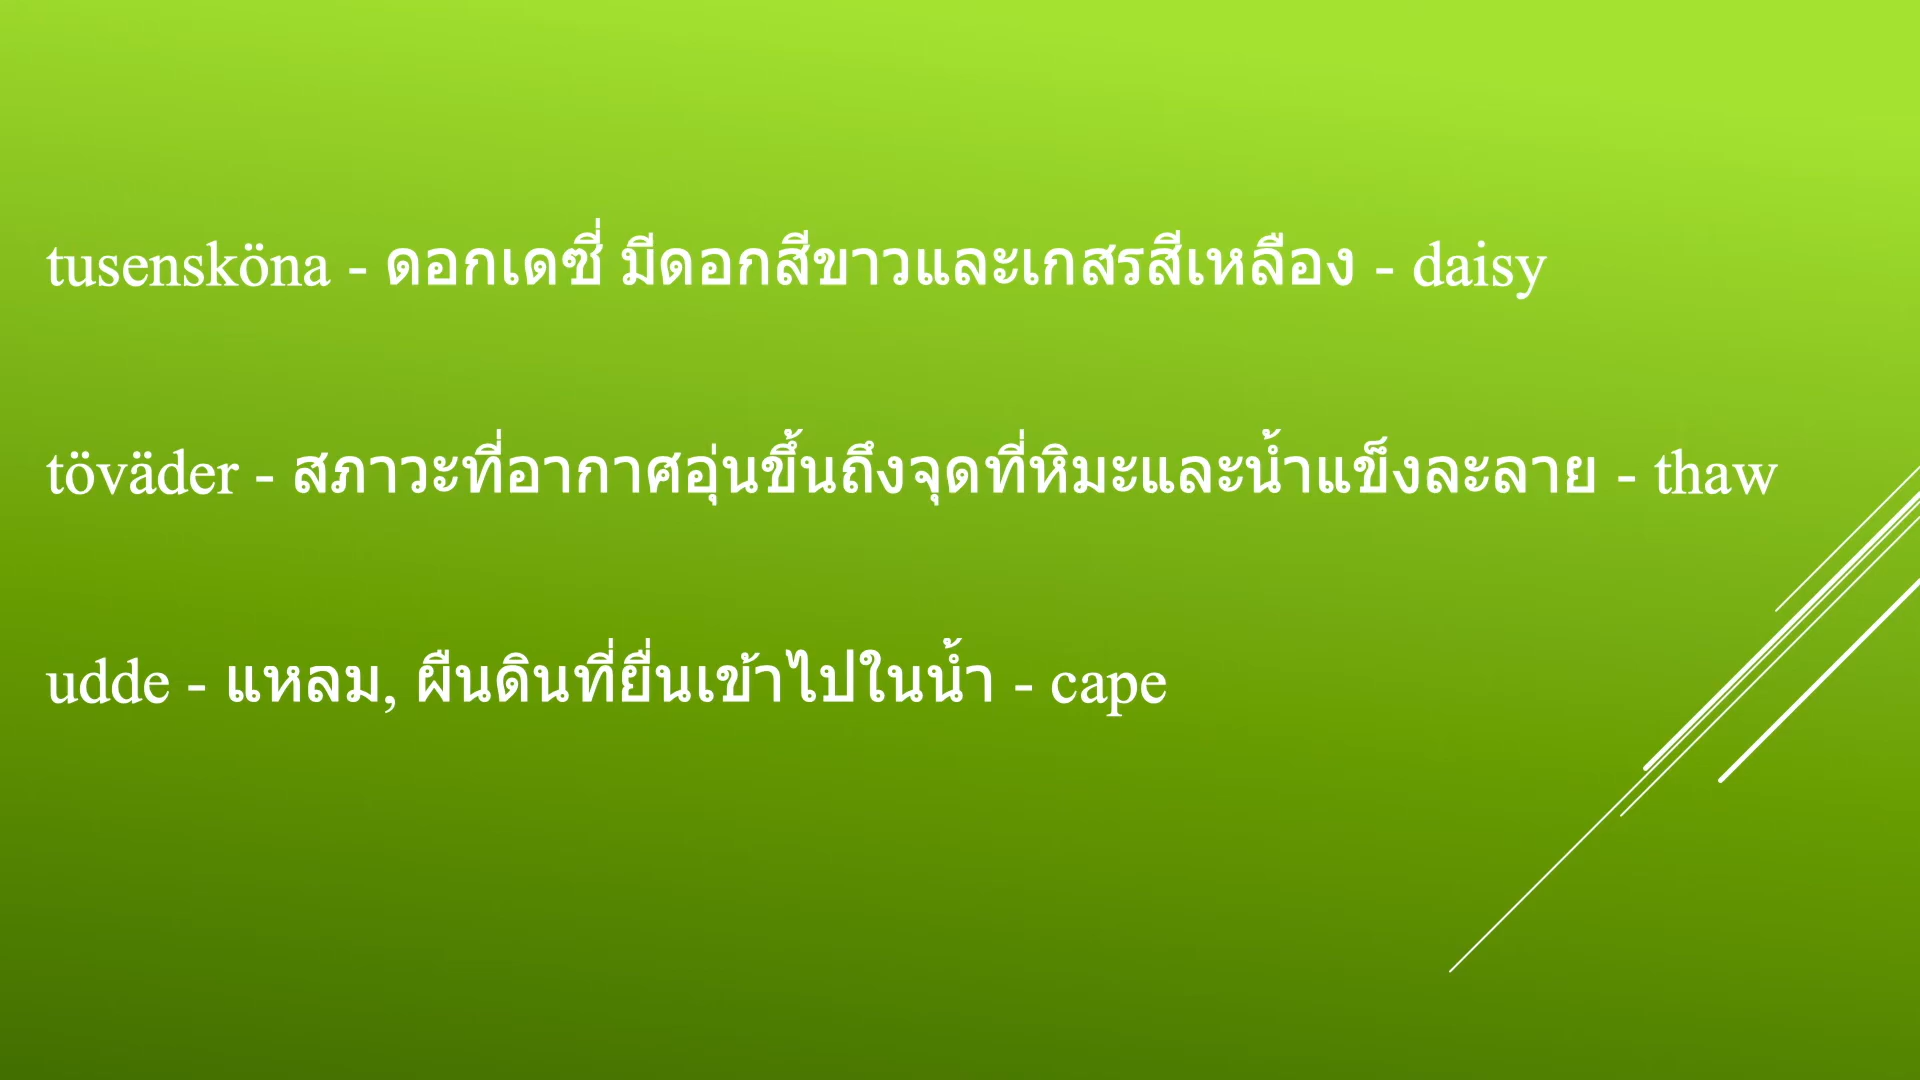 tusensköna - ดอกเดซี่ มีดอกสีขาวและเกสรสีเหลือง - daisy
töväder - สภาวะที่อากาศอุ่นขึ้นถึงจุดที่หิมะและน้ำแข็งละลาย - thaw
udde - แหลม, ผืนดินที่ยื่นเข้าไปในน้ำ - cape